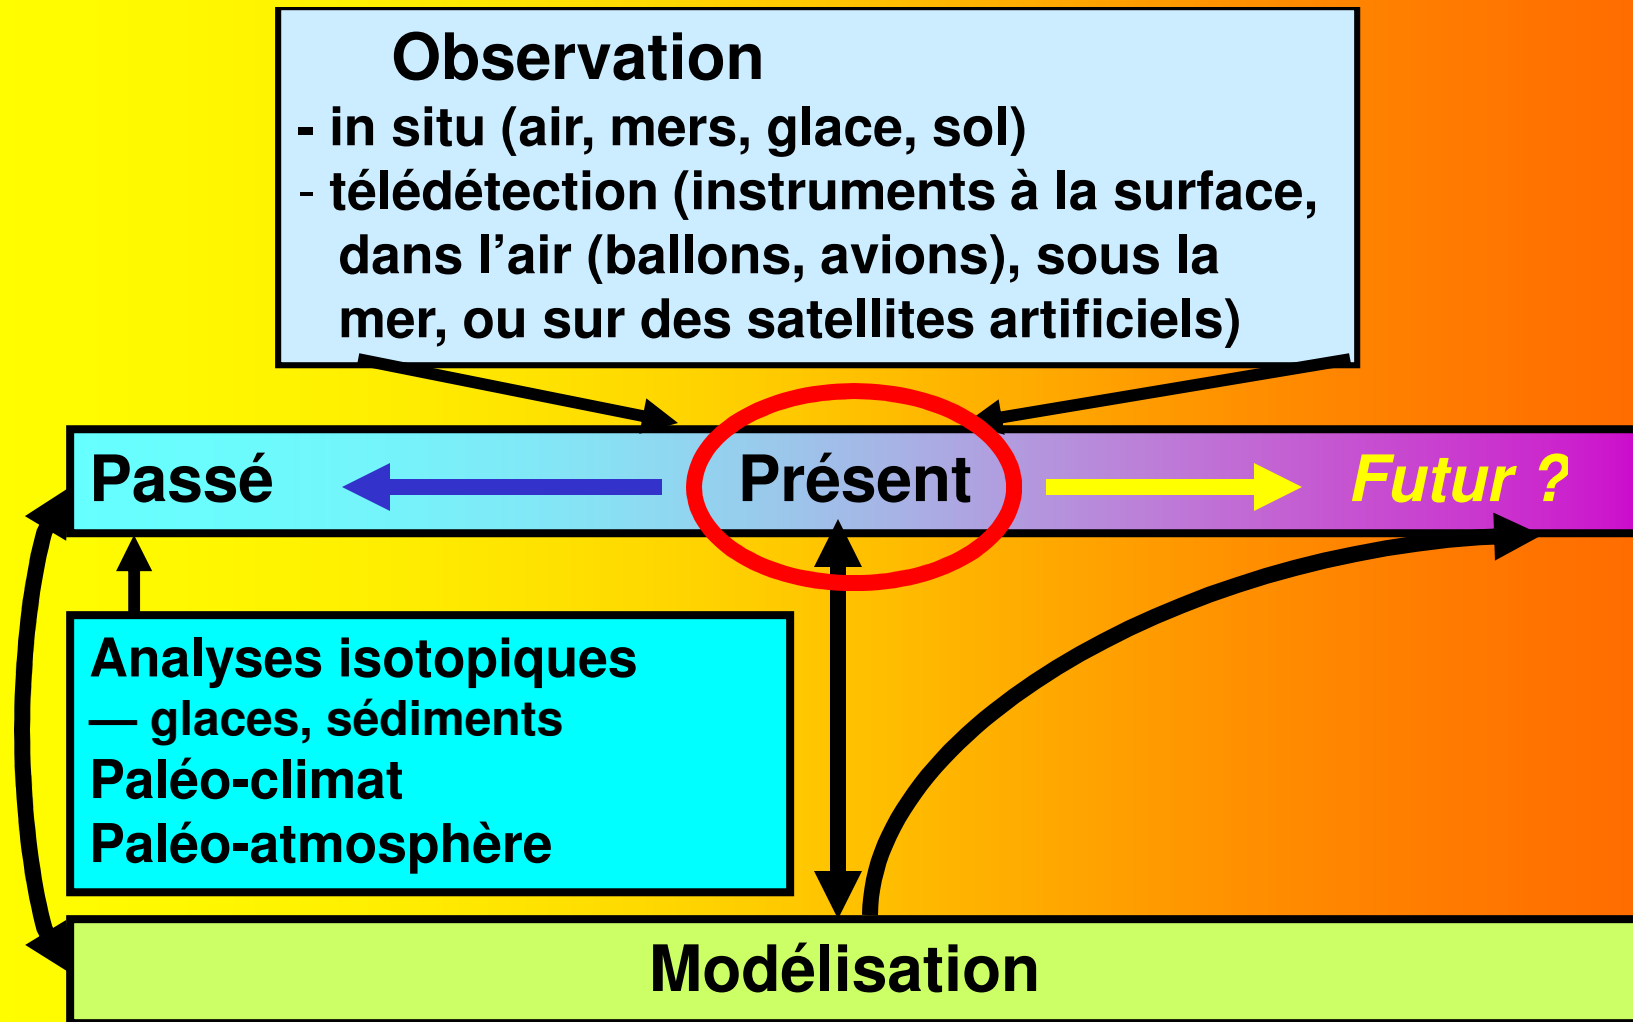 Observation
- in situ (air, mers, glace, sol)
- télédétection (instruments à la surface,
dans l’air (ballons, avions), sous la
mer, ou sur des satellites artificiels)
Passé Présent Futur ?
Analyses isotopiques
— glaces, sédiments
Paléo-climat
Paléo-atmosphère
Modélisation